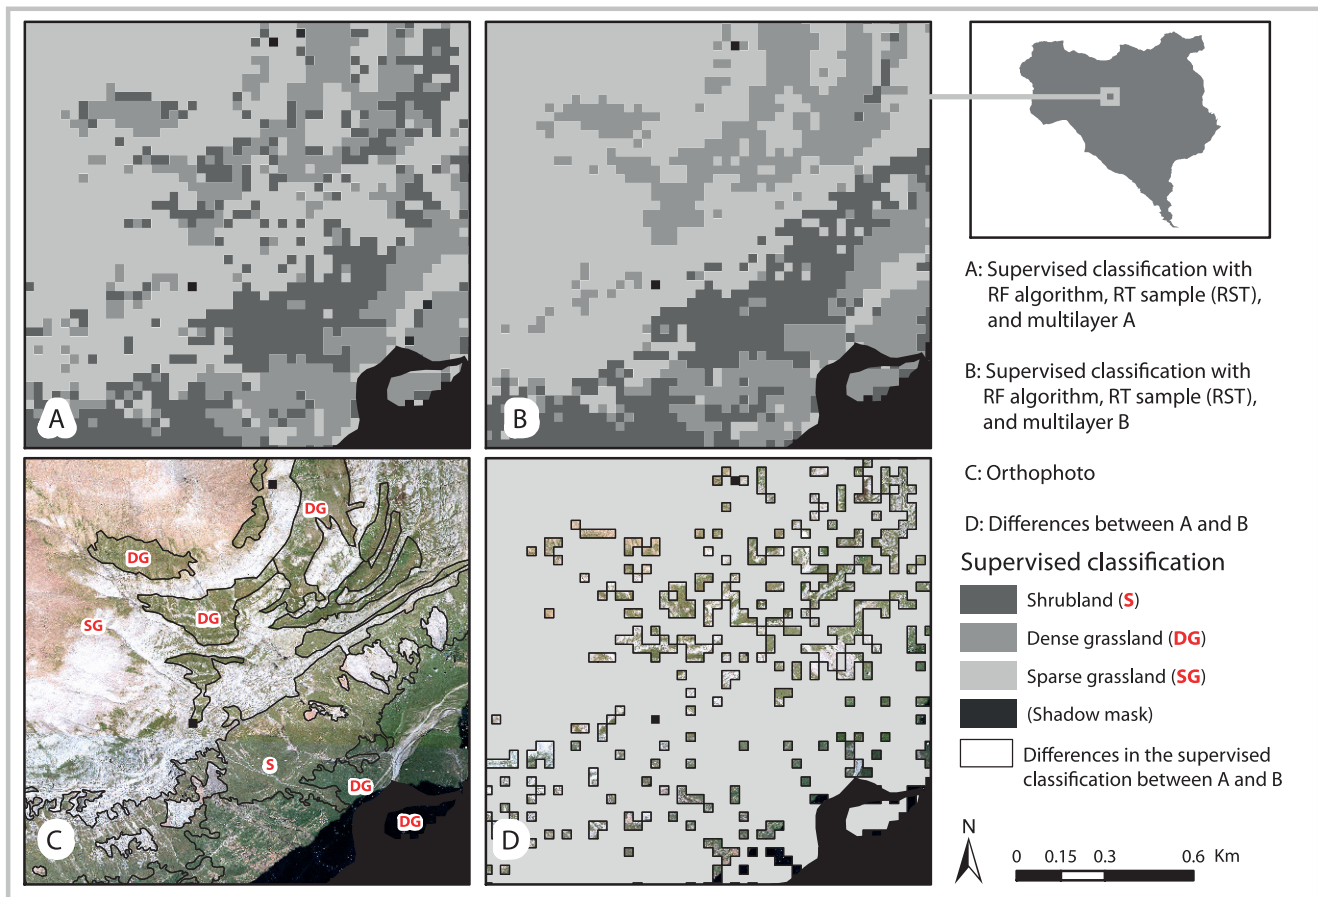 A
B
A: Supervised classification with
RF algorithm, RT sample (RST),
and multilayer A
B: Supervised classification with
RF algorithm, RT sample (RST),
and multilayer B
C: Orthophoto
D: Differences between A and B
Supervised classification
Shrubland (S)
Dense grassland (DG)
Sparse grassland (SG)
(Shadow mask)
Differences in the supervised
classification between A and B
DG
DG
DG
SG
S
DG
DG
C
D
N
0 0.15 0.3 0.6 Km